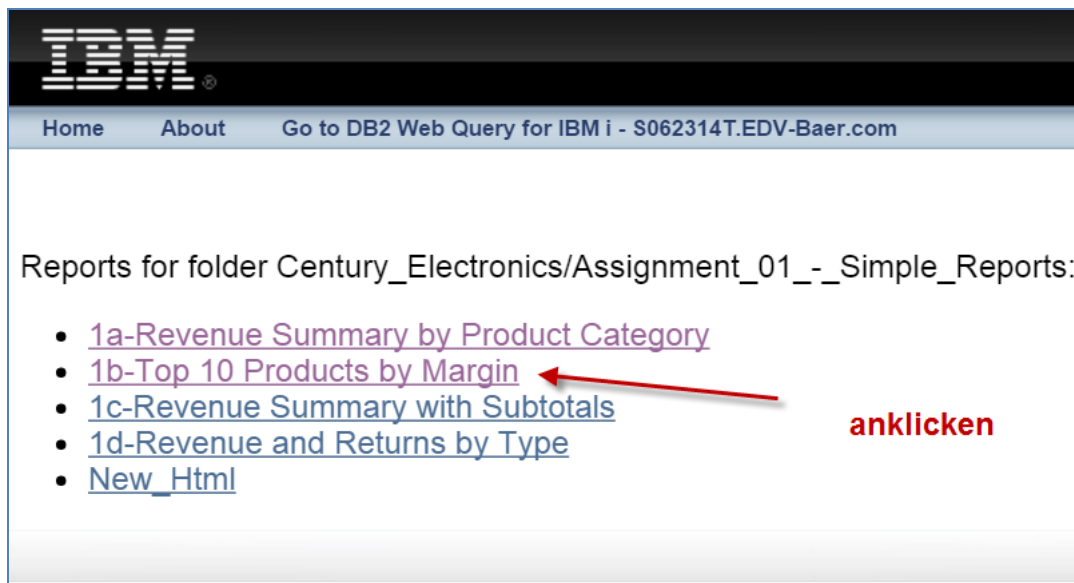 IBM®
Home About Go to DB2 Web Query for IBM i - S062314T.EDV-Baer.com
Reports for folder Century_Electronics/Assignment_01_-_Simple_Reports:
• 1a-Revenue Summary by Product Category
• 1b-Top 10 Products by Margin
• 1c-Revenue Summary with Subtotals
anklicken
• 1d-Revenue and Returns by Type
• New_Html